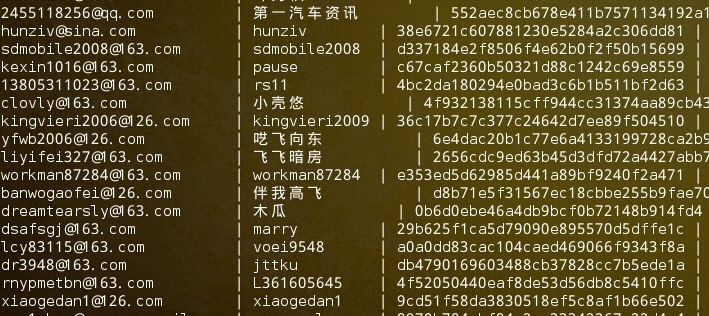 2455118256@qq.com | 第一汽车资讯 | 552aec8cb678e411b7571134192a1
hunziv@sina.com | hunziv | 38e6721c607881230e5284a2c306dd81 |
sdmobile2008@163.com | sdmobile2008 | d337184e2f8506f4e62b0f2f50b15699 |
kexin1016@163.com | pause | c67caf2360b50321d88c1242c69e8559 |
13805311023@163.com | rs11 | 4bc2da180294e0bad3c6b1b511bf2d63 |
clovly@163.com | 小壳悠 | 4f932138115cff944cc31374aa89cb43
kingvieri2006@126.com | kingvieri2009 | 36c17b7c7c377c24642d7ee89f504510 |
yfwb2006@126.com | 飞向东 | 6e4dac20b1c77e6a4133199728ca2b9
liyifei327@163.com | 飞飞暗房 | 2656cdc9ed63b45d3dfd72a4427abb7
workman87284@163.com | workman87284 | e353ed5d62985d441a89bf9240f2a471 |
banwogaofei@126.com | 伴我高飞 | d8b71e5f31567ec18cbbe255b9fae70
dreamtearsly@163.com | 木瓜 | 0b6d0ebe46a4db9bcf0b72148b914fd4
dsafsgj@163.com | marry | 29b625f1ca5d79090e895570d5dffe1c |
lcy83115@163.com | voei9548 | a0a0dd83cac104caed469066f9343f8a |
dr3948@163.com | jttku | db4790169603488cb37828cc7b5ede1a |
rnypmetbn@163.com | L361605645 | 4f52050440eaf8de53d56db8c5410ffc |
xiaogedan1@126.com | xiaogedan1 | 9cd51f58da3830518ef5c8af1b66e502 |